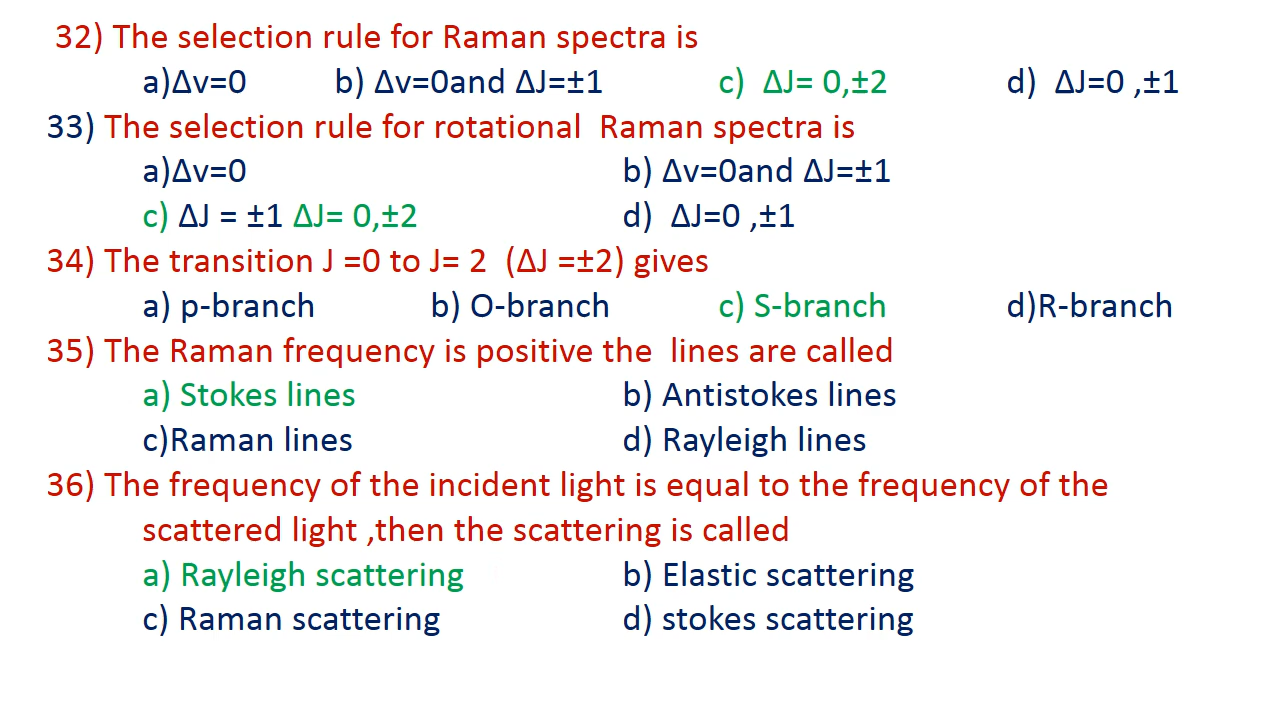 32) The selection rule for Raman spectra is
a)Δv=0 b) Δv=0and ΔJ=±1 c) ΔJ= 0,±2 d) ΔJ=0 ,±1
33) The selection rule for rotational Raman spectra is
a)Δv=0 b) Δv=0and ΔJ=±1
c) ΔJ = ±1 ΔJ= 0,±2 d) ΔJ=0 ,±1
34) The transition J =0 to J= 2 (ΔJ =±2) gives
a) p-branch b) O-branch c) S-branch d)R-branch
35) The Raman frequency is positive the lines are called
a) Stokes lines b) Antistokes lines
c)Raman lines d) Rayleigh lines
36) The frequency of the incident light is equal to the frequency of the
scattered light ,then the scattering is called
a) Rayleigh scattering b) Elastic scattering
c) Raman scattering d) stokes scattering